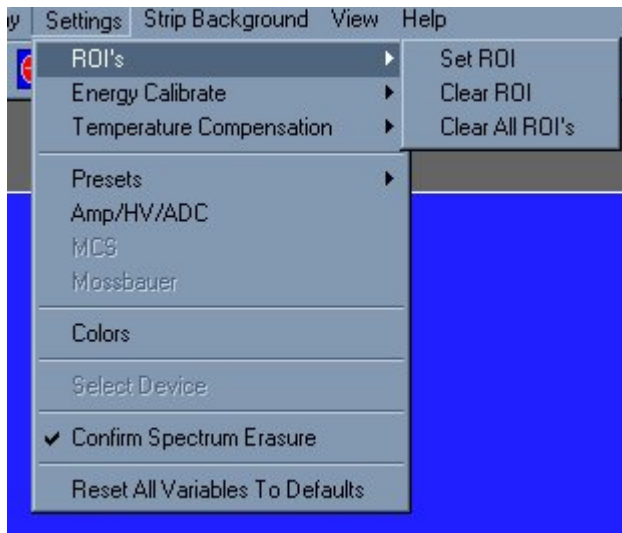 y Settings Strip Background View Help
ROI's
Set ROI
Energy Calibrate
Clear ROI
Temperature Compensation
Clear All ROI's
Presets
Amp/HV/ADC
MCS
Mossbauer
Colors
Select Device
Confirm Spectrum Erasure
Reset All Variables To Defaults